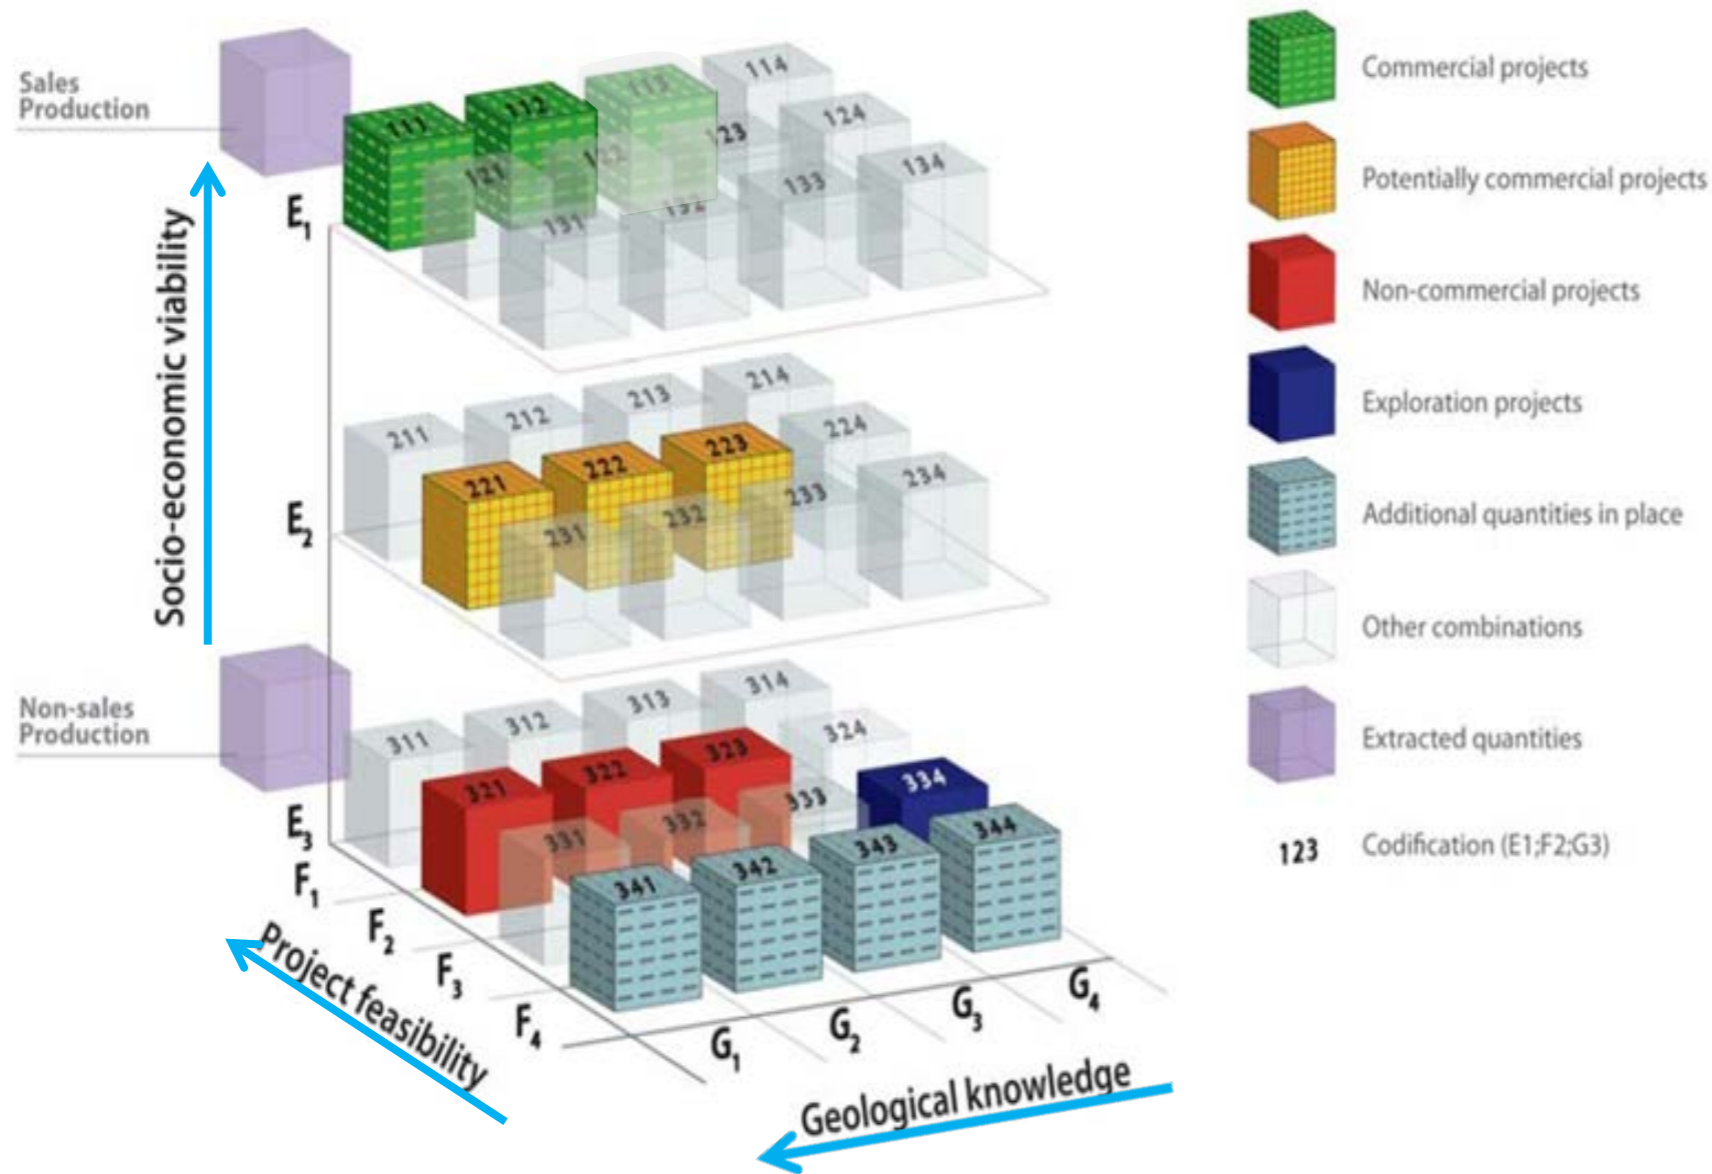 Sales
Production
Socio-economic viability
E1
E2
E3
Non-sales
Production
111
112
113
114
121
122
123
124
131
132
133
134
211
212
213
214
221
222
223
224
231
232
233
234
311
312
313
314
321
322
323
324
331
332
333
334
341
342
343
344
F1
F2
F3
F4
Project feasibility
G1
G2
G3
G4
Geological knowledge
Commercial projects
Potentially commercial projects
Non-commercial projects
Exploration projects
Additional quantities in place
Other combinations
Extracted quantities
123 Codification (E1;F2;G3)